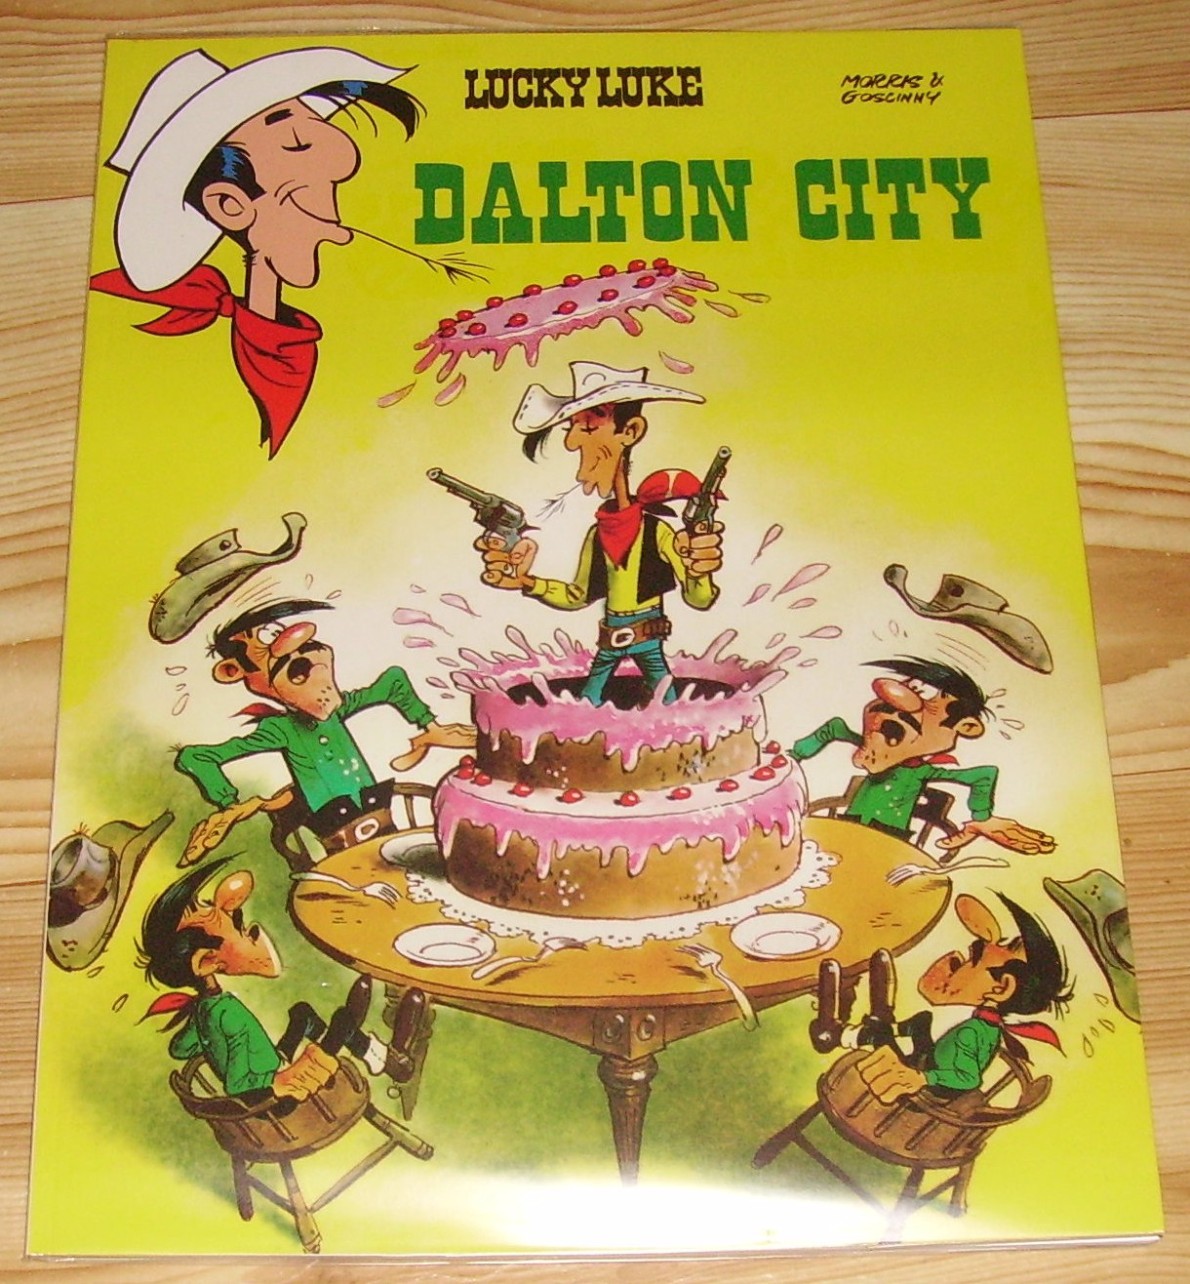 LUCKY LUKE
MORRIS &
GOSCINNY
DALTON CITY